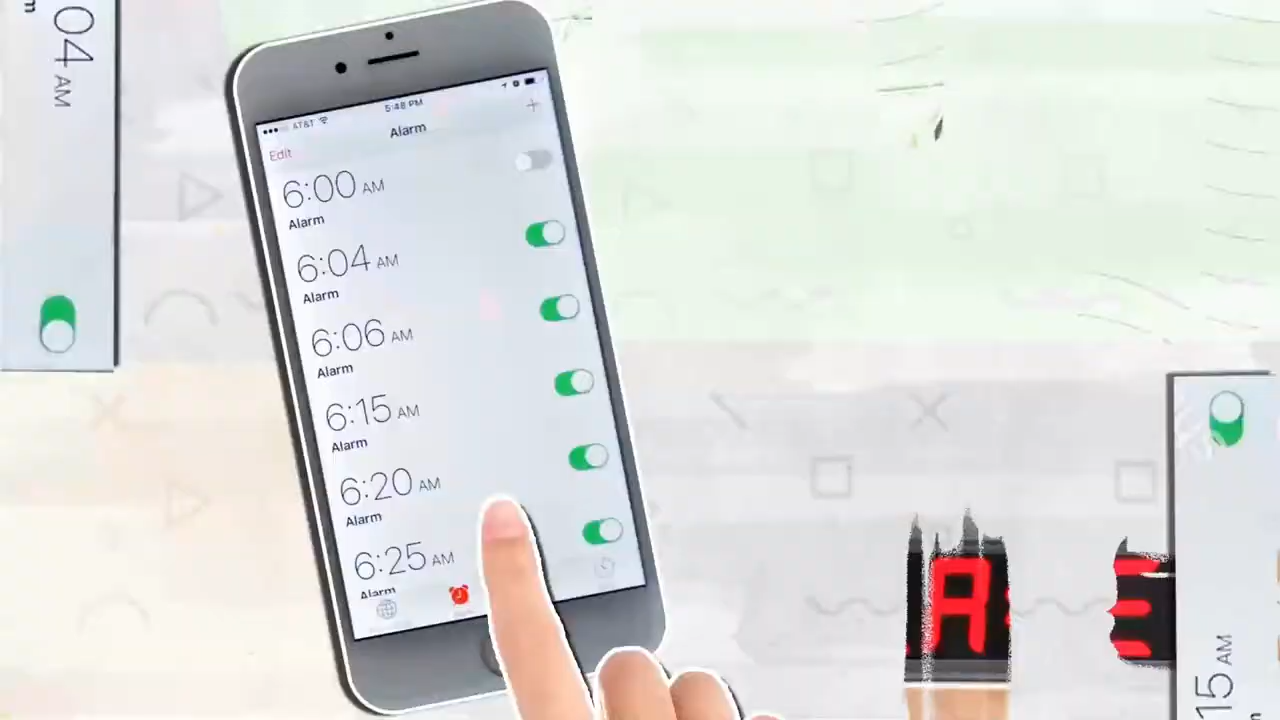 04 AM
●●●○○ AT&T
5:48 PM
Edit
Alarm
+
6:00 AM
Alarm
6:04 AM
Alarm
6:06 AM
Alarm
6:15 AM
Alarm
6:20 AM
Alarm
6:25 AM
Alarm
15 AM